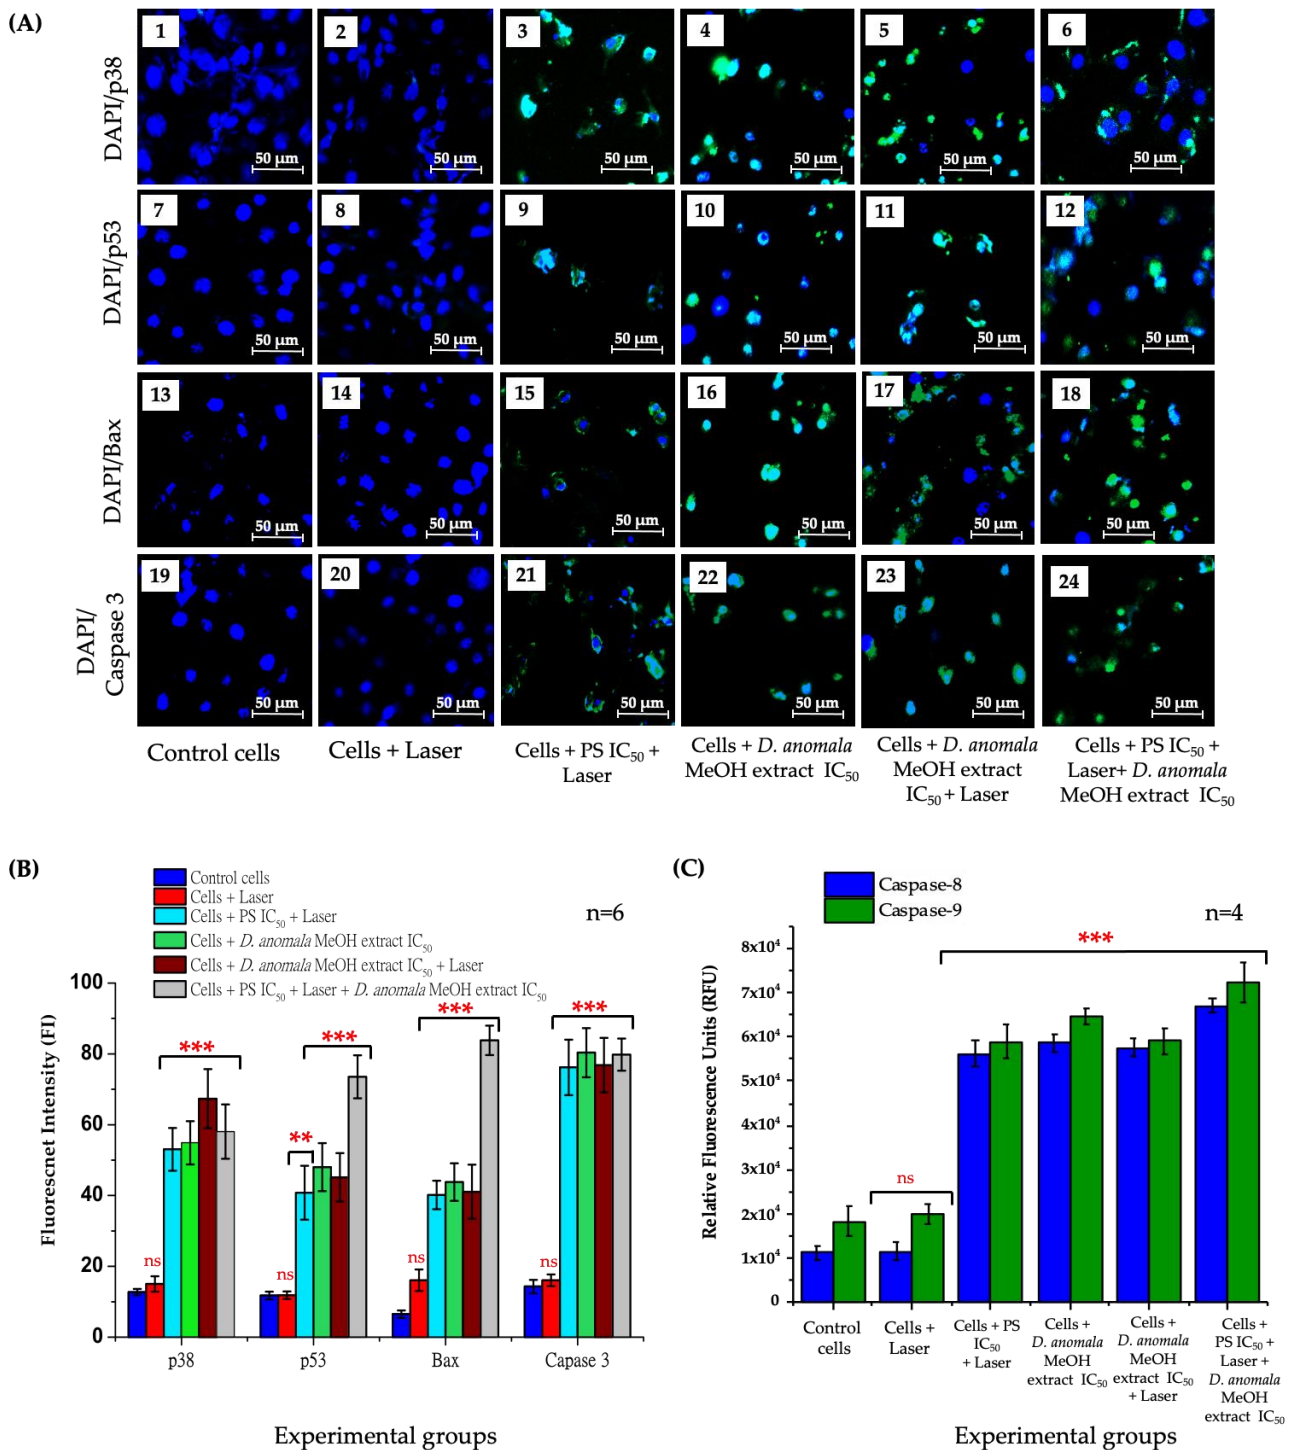 (A)
1
2
3
4
5
6
DAPI/p38
50 µm
50 µm
50 µm
50 µm
50 µm
50 µm
7
8
9
10
11
12
DAPI/p53
50 µm
50 µm
50 µm
50 µm
50 µm
50 µm
13
14
15
16
17
18
DAPI/Bax
50 µm
50 µm
50 µm
50 µm
50 µm
50 µm
19
20
21
22
23
24
DAPI/
Caspase 3
50 µm
50 µm
50 µm
50 µm
50 µm
50 µm
Control cells
Cells + Laser
Cells + PS IC50 +
Laser
Cells + D. anomala
MeOH extract IC50
Cells + D. anomala
MeOH extract
IC50 + Laser
Cells + PS IC50 +
Laser+ D. anomala
MeOH extract IC50
(B)
Control cells
Cells + Laser
Cells + PS IC50 + Laser
Cells + D. anomala MeOH extract IC50
Cells + D. anomala MeOH extract IC50 + Laser
Cells + PS IC50 + Laser + D. anomala MeOH extract IC50
n=6
Fluorescnet Intensity (FI)
100
80
60
40
20
0
ns
***
ns
**
***
ns
***
ns
***
p38
p53
Bax
Capase 3
Experimental groups
(C)
Caspase-8
Caspase-9
n=4
Relative Fluorescence Units (RFU)
8x10⁴
7x10⁴
6x10⁴
5x10⁴
4x10⁴
3x10⁴
2x10⁴
1x10⁴
0
ns
***
Control
cells
Cells +
Laser
Cells + PS
IC50
+ Laser
Cells +
D. anomala
MeOH
extract IC50
Cells +
D. anomala
MeOH
extract IC50
+ Laser
Cells +
PS IC50 +
Laser +
D. anomala
MeOH
extract IC50
Experimental groups